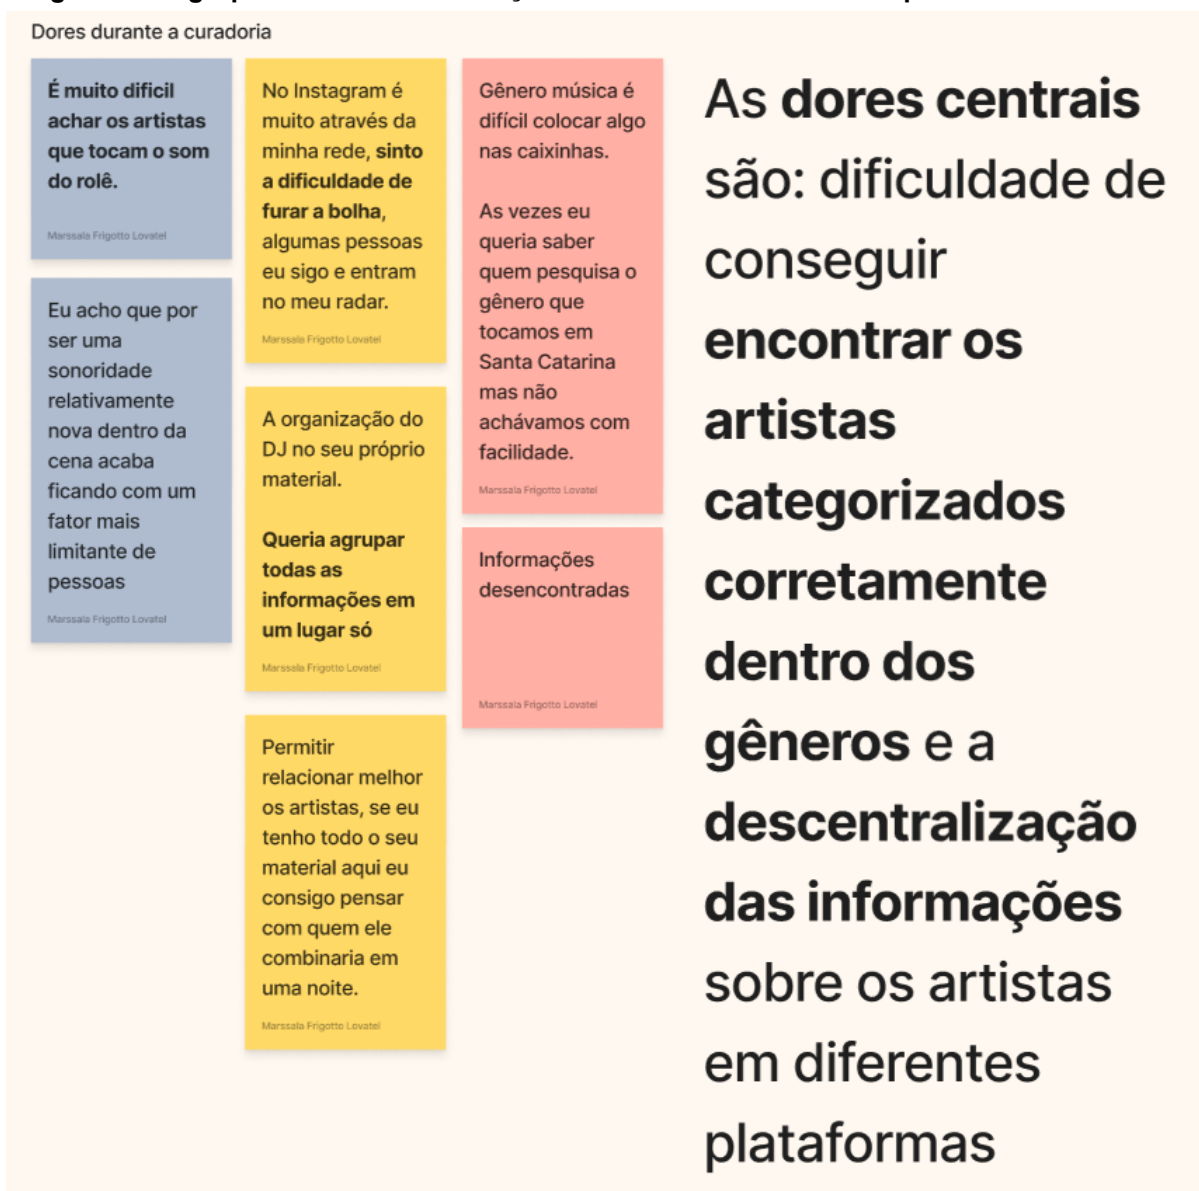 Dores durante a curadoria
É muito dificil
achar os artistas
que tocam o som
do rolê.
Marssala Frigotto Lovatel
Eu acho que por
ser uma
sonoridade
relativamente
nova dentro da
cena acaba
ficando com um
fator mais
limitante de
pessoas
Marssala Frigotto Lovatel
No Instagram é
muito através da
minha rede, sinto
a dificuldade de
furar a bolha,
algumas pessoas
eu sigo e entram
no meu radar.
Marssala Frigotto Lovatel
A organização do
DJ no seu próprio
material.
Queria agrupar
todas as
informações em
um lugar só
Marssala Frigotto Lovatel
Permitir
relacionar melhor
os artistas, se eu
tenho todo o seu
material aqui eu
consigo pensar
com quem ele
combinaria em
uma noite.
Marssala Frigotto Lovatel
Gênero música é
difícil colocar algo
nas caixinhas.
As vezes eu
queria saber
quem pesquisa o
gênero que
tocamos em
Santa Catarina
mas não
achávamos com
facilidade.
Marssala Frigotto Lovatel
Informações
desencontradas
Marssala Frigotto Lovatel
As dores centrais
são: dificuldade de
conseguir
encontrar os
artistas
categorizados
corretamente
dentro dos
gêneros e a
descentralização
das informações
sobre os artistas
em diferentes
plataformas